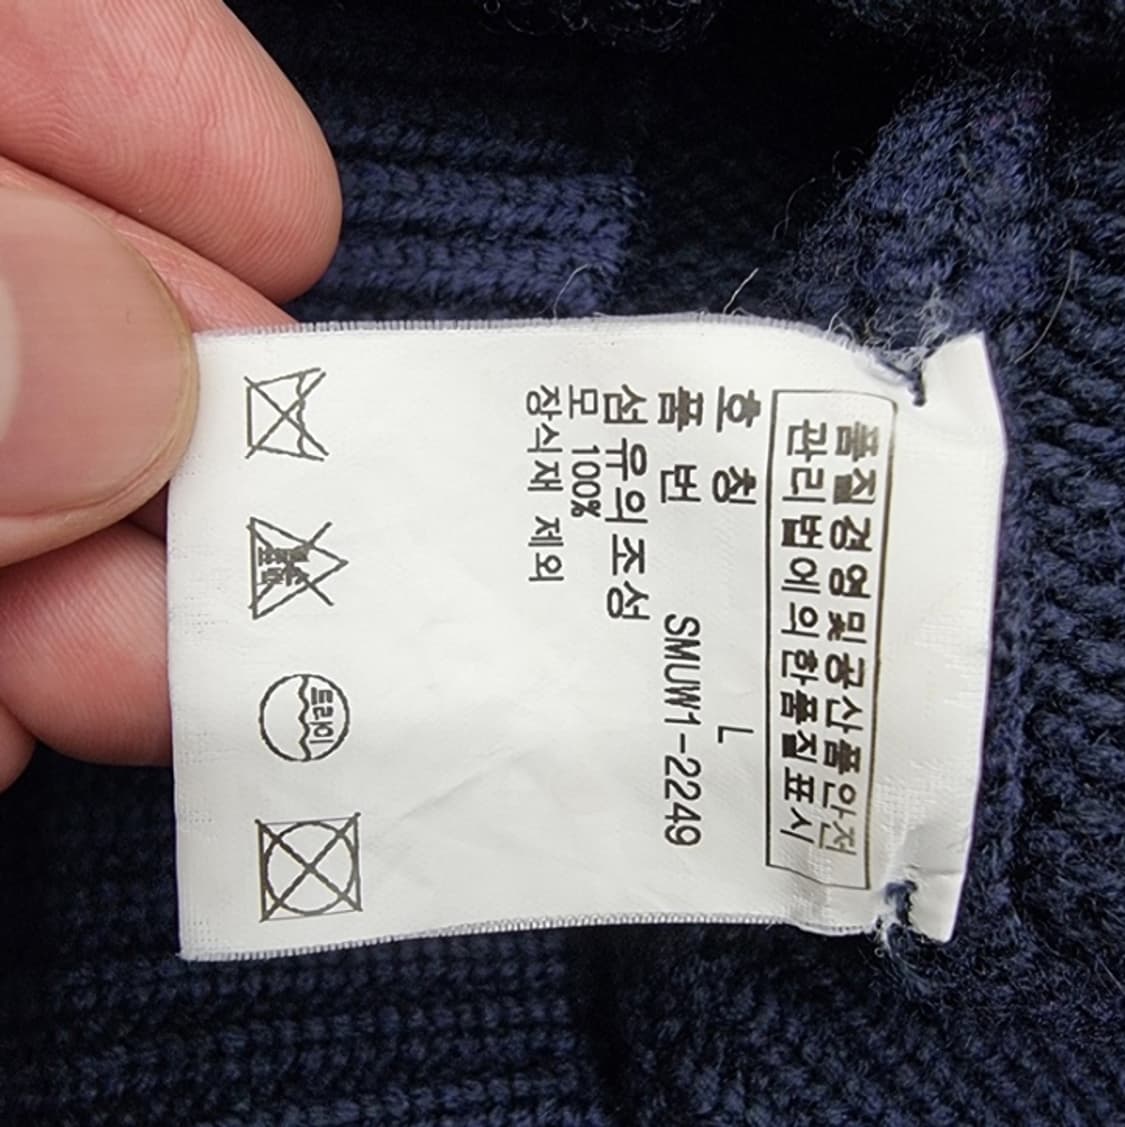 품질경영및공산품안전
관리법에의한품질표시
호 칭 L
품 번 SMUW1-2249
섬유의조성
모 100%
장식재 제외
드라이